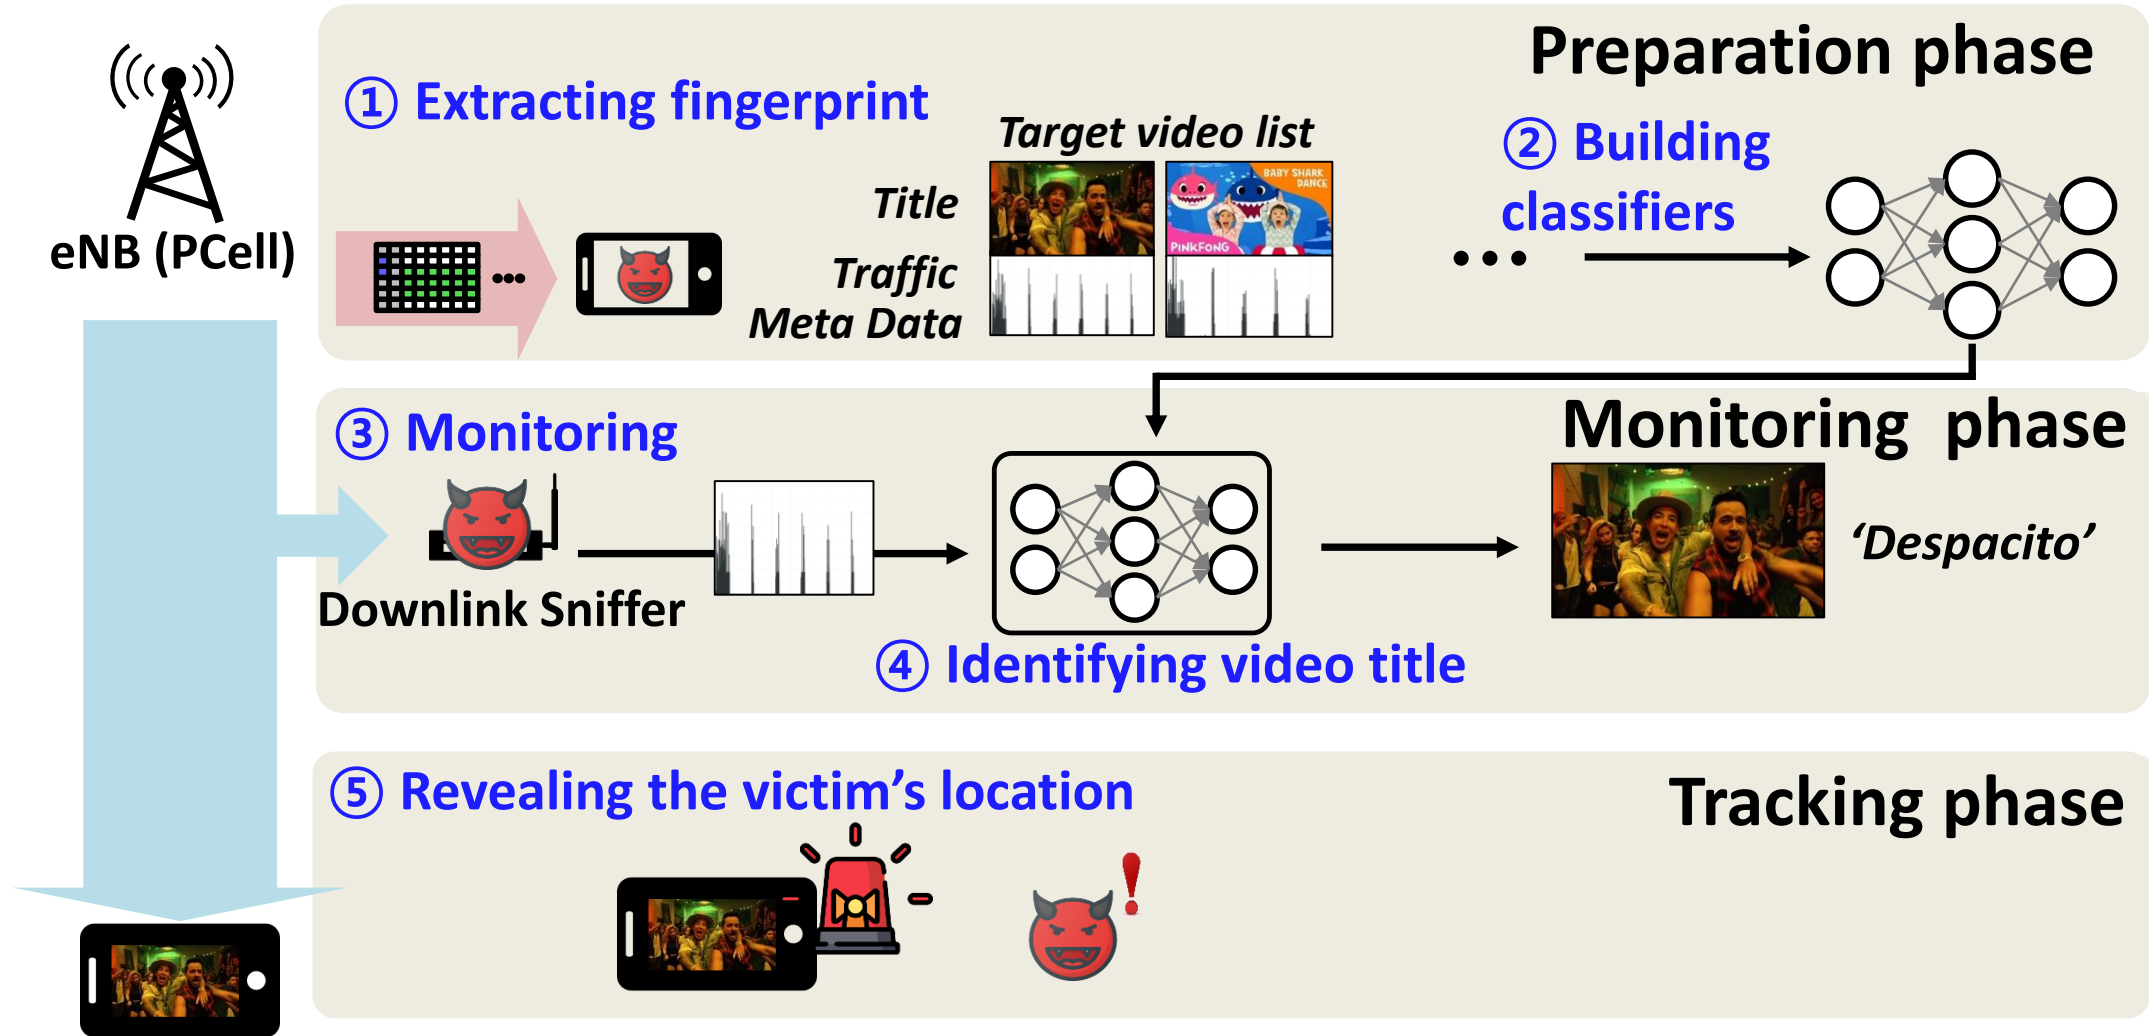 Preparation phase
① Extracting fingerprint
Target video list
② Building
classifiers
Title
BABY SHARK
DANCE
PINKFONG
eNB (PCell)
Traffic
Meta Data
...
...
Monitoring phase
③ Monitoring
‘Despacito’
Downlink Sniffer
④ Identifying video title
Tracking phase
⑤ Revealing the victim’s location